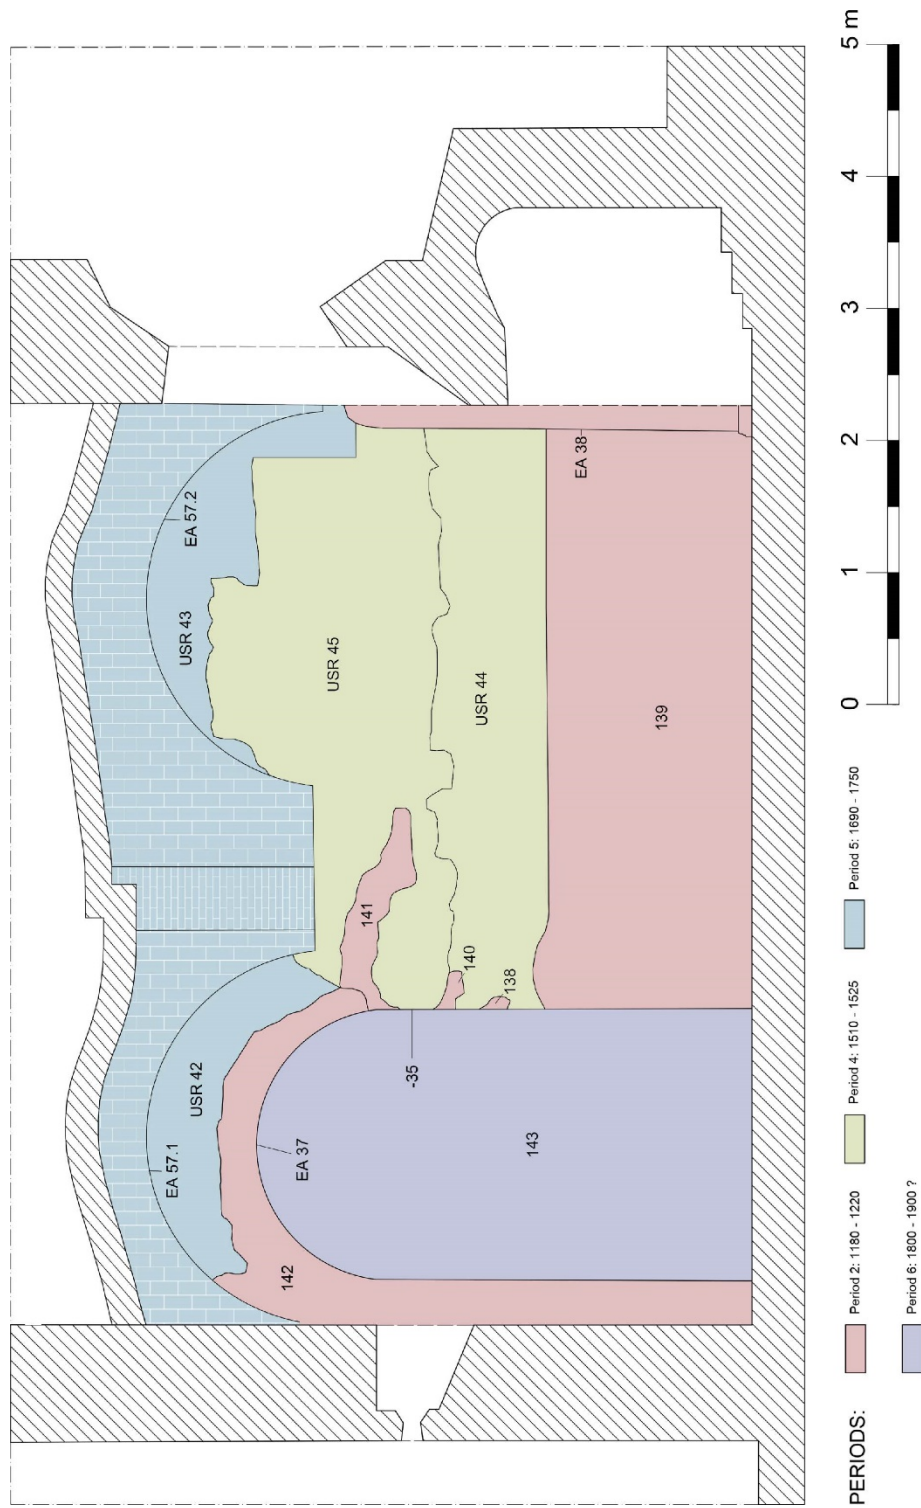 EA 57.1
USR 42
142
EA 37
143
-35
138
140
141
USR 43
EA 57.2
USR 45
USR 44
139
EA 38
PERIODS:
Period 2: 1180 - 1220
Period 4: 1510 - 1525
Period 5: 1690 - 1750
Period 6: 1800 - 1900 ?
0 1 2 3 4 5 m